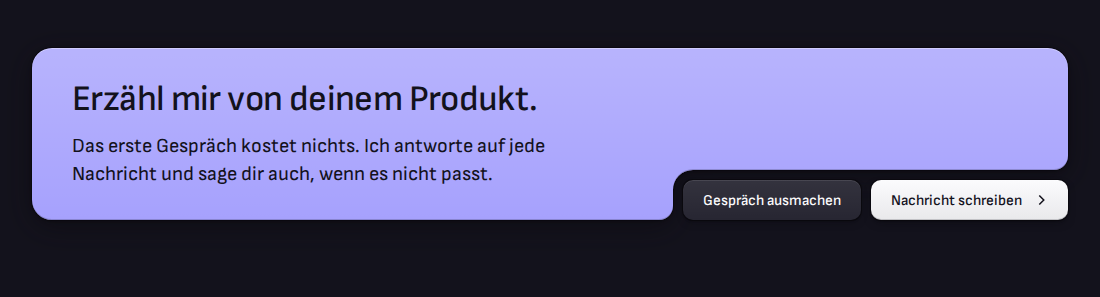 Erzähl mir von deinem Produkt.
Das erste Gespräch kostet nichts. Ich antworte auf jede
Nachricht und sage dir auch, wenn es nicht passt.
Gespräch ausmachen
Nachricht schreiben